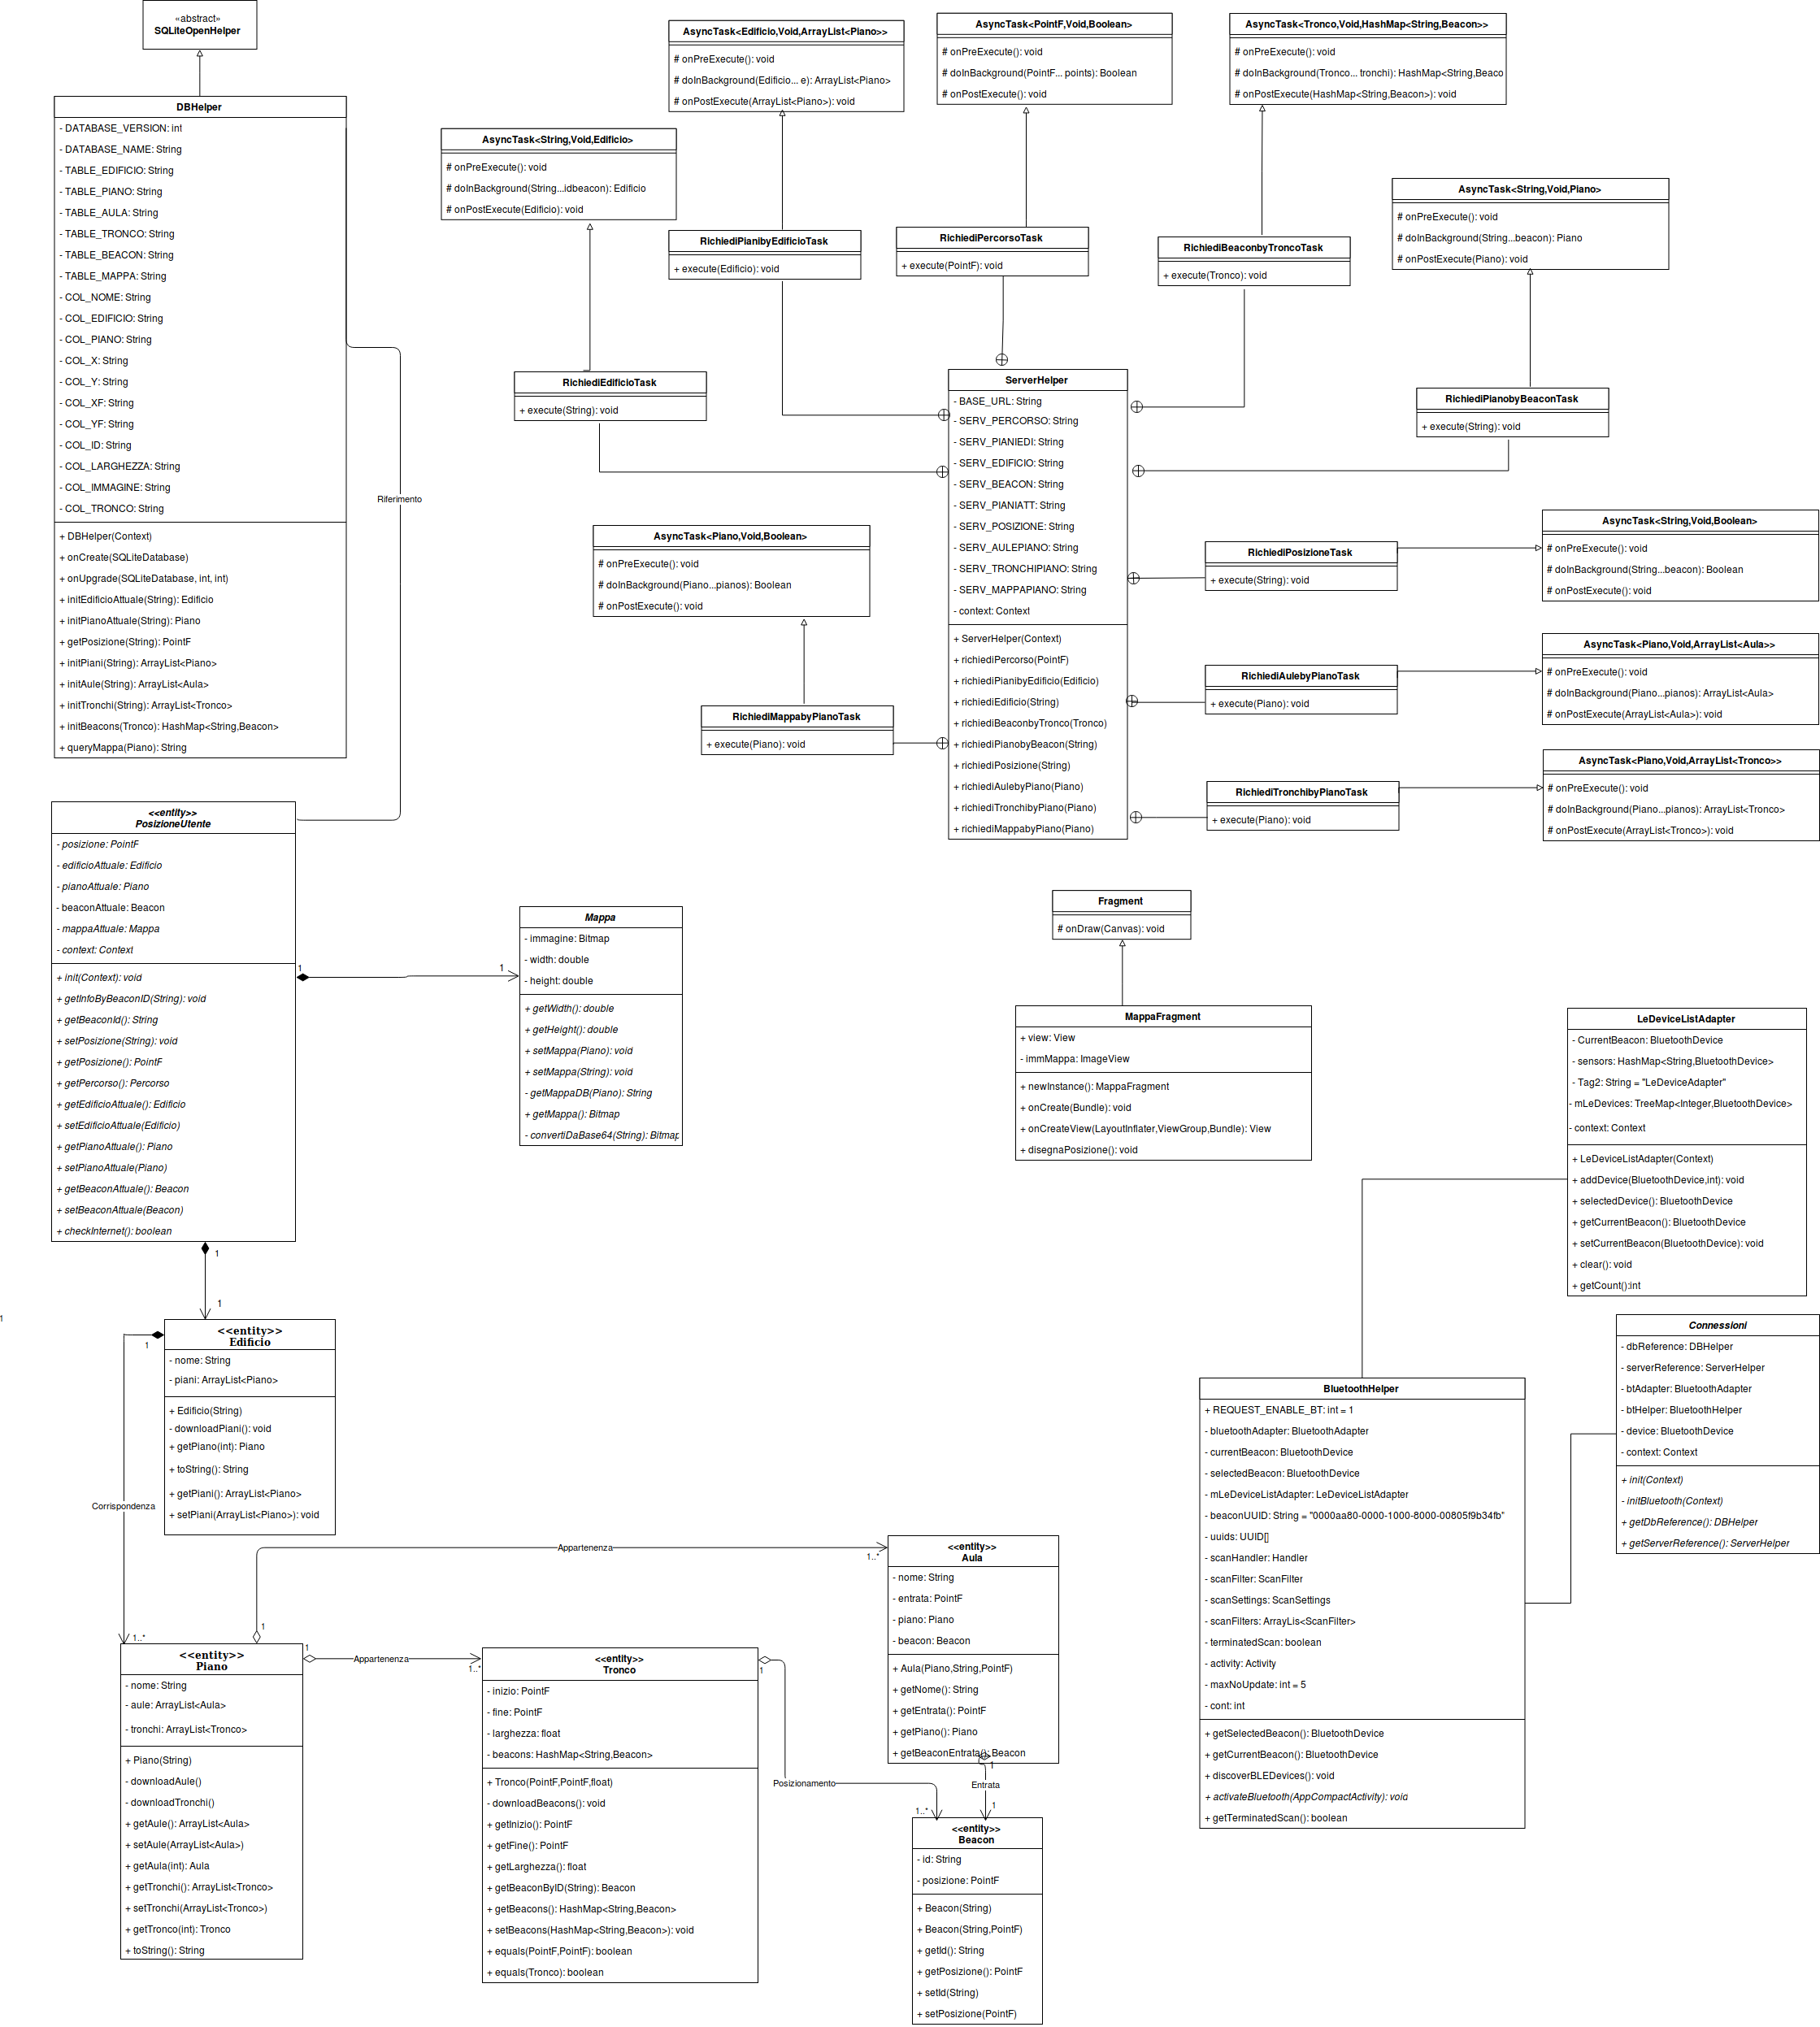 «abstract»
SQLiteOpenHelper
DBHelper
- DATABASE_VERSION: int
- DATABASE_NAME: String
- TABLE_EDIFICIO: String
- TABLE_PIANO: String
- TABLE_AULA: String
- TABLE_TRONCO: String
- TABLE_BEACON: String
- TABLE_MAPPA: String
- COL_NOME: String
- COL_EDIFICIO: String
- COL_PIANO: String
- COL_X: String
- COL_Y: String
- COL_XF: String
- COL_YF: String
- COL_ID: String
- COL_LARGHEZZA: String
- COL_IMMAGINE: String
- COL_TRONCO: String
+ DBHelper(Context)
+ onCreate(SQLiteDatabase)
+ onUpgrade(SQLiteDatabase, int, int)
+ initEdificioAttuale(String): Edificio
+ initPianoAttuale(String): Piano
+ getPosizione(String): PointF
+ initPiani(String): ArrayList<Piano>
+ initAule(String): ArrayList<Aula>
+ initTronchi(String): ArrayList<Tronco>
+ initBeacons(Tronco): HashMap<String,Beacon>
+ queryMappa(Piano): String
Riferimento
AsyncTask<String,Void,Edificio>
# onPreExecute(): void
# doInBackground(String...idbeacon): Edificio
# onPostExecute(Edificio): void
AsyncTask<Edificio,Void,ArrayList<Piano>>
# onPreExecute(): void
# doInBackground(Edificio... e): ArrayList<Piano>
# onPostExecute(ArrayList<Piano>): void
AsyncTask<PointF,Void,Boolean>
# onPreExecute(): void
# doInBackground(PointF... points): Boolean
# onPostExecute(): void
AsyncTask<Tronco,Void,HashMap<String,Beacon>>
# onPreExecute(): void
# doInBackground(Tronco... tronchi): HashMap<String,Beaco
# onPostExecute(HashMap<String,Beacon>): void
AsyncTask<String,Void,Piano>
# onPreExecute(): void
# doInBackground(String...beacon): Piano
# onPostExecute(Piano): void
RichiediPianibyEdificioTask
+ execute(Edificio): void
RichiediPercorsoTask
+ execute(PointF): void
RichiediBeaconbyTroncoTask
+ execute(Tronco): void
RichiediEdificioTask
+ execute(String): void
RichiediPianobyBeaconTask
+ execute(String): void
ServerHelper
- BASE_URL: String
- SERV_PERCORSO: String
- SERV_PIANIEDI: String
- SERV_EDIFICIO: String
- SERV_BEACON: String
- SERV_PIANIATT: String
- SERV_POSIZIONE: String
- SERV_AULEPIANO: String
- SERV_TRONCHIPIANO: String
- SERV_MAPPAPIANO: String
- context: Context
+ ServerHelper(Context)
+ richiediPercorso(PointF)
+ richiediPianibyEdificio(Edificio)
+ richiediEdificio(String)
+ richiediBeaconbyTronco(Tronco)
+ richiediPianobyBeacon(String)
+ richiediPosizione(String)
+ richiediAulebyPiano(Piano)
+ richiediTronchibyPiano(Piano)
+ richiediMappabyPiano(Piano)
AsyncTask<Piano,Void,Boolean>
# onPreExecute(): void
# doInBackground(Piano...pianos): Boolean
# onPostExecute(): void
RichiediMappabyPianoTask
+ execute(Piano): void
RichiediPosizioneTask
+ execute(String): void
AsyncTask<String,Void,Boolean>
# onPreExecute(): void
# doInBackground(String...beacon): Boolean
# onPostExecute(): void
RichiediAulebyPianoTask
+ execute(Piano): void
AsyncTask<Piano,Void,ArrayList<Aula>>
# onPreExecute(): void
# doInBackground(Piano...pianos): ArrayList<Aula>
# onPostExecute(ArrayList<Aula>): void
RichiediTronchibyPianoTask
+ execute(Piano): void
AsyncTask<Piano,Void,ArrayList<Tronco>>
# onPreExecute(): void
# doInBackground(Piano...pianos): ArrayList<Tronco>
# onPostExecute(ArrayList<Tronco>): void
<<entity>>
PosizioneUtente
- posizione: PointF
- edificioAttuale: Edificio
- pianoAttuale: Piano
- beaconAttuale: Beacon
- mappaAttuale: Mappa
- context: Context
+ init(Context): void
+ getInfoByBeaconID(String): void
+ getBeaconId(): String
+ setPosizione(String): void
+ getPosizione(): PointF
+ getPercorso(): Percorso
+ getEdificioAttuale(): Edificio
+ setEdificioAttuale(Edificio)
+ getPianoAttuale(): Piano
+ setPianoAttuale(Piano)
+ getBeaconAttuale(): Beacon
+ setBeaconAttuale(Beacon)
+ checkInternet(): boolean
1
1
Mappa
- immagine: Bitmap
- width: double
- height: double
+ getWidth(): double
+ getHeight(): double
+ setMappa(Piano): void
+ setMappa(String): void
- getMappaDB(Piano): String
+ getMappa(): Bitmap
- convertiDaBase64(String): Bitmap
Fragment
# onDraw(Canvas): void
MappaFragment
+ view: View
- immMappa: ImageView
+ newInstance(): MappaFragment
+ onCreate(Bundle): void
+ onCreateView(LayoutInflater,ViewGroup,Bundle): View
+ disegnaPosizione(): void
LeDeviceListAdapter
- CurrentBeacon: BluetoothDevice
- sensors: HashMap<String,BluetoothDevice>
- Tag2: String = "LeDeviceAdapter"
- mLeDevices: TreeMap<Integer,BluetoothDevice>
- context: Context
+ LeDeviceListAdapter(Context)
+ addDevice(BluetoothDevice,int): void
+ selectedDevice(): BluetoothDevice
+ getCurrentBeacon(): BluetoothDevice
+ setCurrentBeacon(BluetoothDevice): void
+ clear(): void
+ getCount():int
1
1
1
<<entity>>
Edificio
- nome: String
- piani: ArrayList<Piano>
+ Edificio(String)
- downloadPiani(): void
+ getPiano(int): Piano
+ toString(): String
+ getPiani(): ArrayList<Piano>
+ setPiani(ArrayList<Piano>): void
1
Corrispondenza
1..*
Connessioni
- dbReference: DBHelper
- serverReference: ServerHelper
- btAdapter: BluetoothAdapter
- btHelper: BluetoothHelper
- device: BluetoothDevice
- context: Context
+ init(Context)
- initBluetooth(Context)
+ getDbReference(): DBHelper
+ getServerReference(): ServerHelper
BluetoothHelper
+ REQUEST_ENABLE_BT: int = 1
- bluetoothAdapter: BluetoothAdapter
- currentBeacon: BluetoothDevice
- selectedBeacon: BluetoothDevice
- mLeDeviceListAdapter: LeDeviceListAdapter
- beaconUUID: String = "0000aa80-0000-1000-8000-00805f9b34fb"
- uuids: UUID[]
- scanHandler: Handler
- scanFilter: ScanFilter
- scanSettings: ScanSettings
- scanFilters: ArrayLis<ScanFilter>
- terminatedScan: boolean
- activity: Activity
- maxNoUpdate: int = 5
- cont: int
+ getSelectedBeacon(): BluetoothDevice
+ getCurrentBeacon(): BluetoothDevice
+ discoverBLEDevices(): void
+ activateBluetooth(AppCompactActivity): void
+ getTerminatedScan(): boolean
Appartenenza
1
1..*
<<entity>>
Aula
- nome: String
- entrata: PointF
- piano: Piano
- beacon: Beacon
+ Aula(Piano,String,PointF)
+ getNome(): String
+ getEntrata(): PointF
+ getPiano(): Piano
+ getBeaconEntrata(): Beacon
<<entity>>
Piano
- nome: String
- aule: ArrayList<Aula>
- tronchi: ArrayList<Tronco>
+ Piano(String)
- downloadAule()
- downloadTronchi()
+ getAule(): ArrayList<Aula>
+ setAule(ArrayList<Aula>)
+ getAula(int): Aula
+ getTronchi(): ArrayList<Tronco>
+ setTronchi(ArrayList<Tronco>)
+ getTronco(int): Tronco
+ toString(): String
1
Appartenenza
1..*
<<entity>>
Tronco
- inizio: PointF
- fine: PointF
- larghezza: float
- beacons: HashMap<String,Beacon>
+ Tronco(PointF,PointF,float)
- downloadBeacons(): void
+ getInizio(): PointF
+ getFine(): PointF
+ getLarghezza(): float
+ getBeaconByID(String): Beacon
+ getBeacons(): HashMap<String,Beacon>
+ setBeacons(HashMap<String,Beacon>): void
+ equals(PointF,PointF): boolean
+ equals(Tronco): boolean
1
Posizionamento
1..*
1
Entrata
1
<<entity>>
Beacon
- id: String
- posizione: PointF
+ Beacon(String)
+ Beacon(String,PointF)
+ getId(): String
+ getPosizione(): PointF
+ setId(String)
+ setPosizione(PointF)